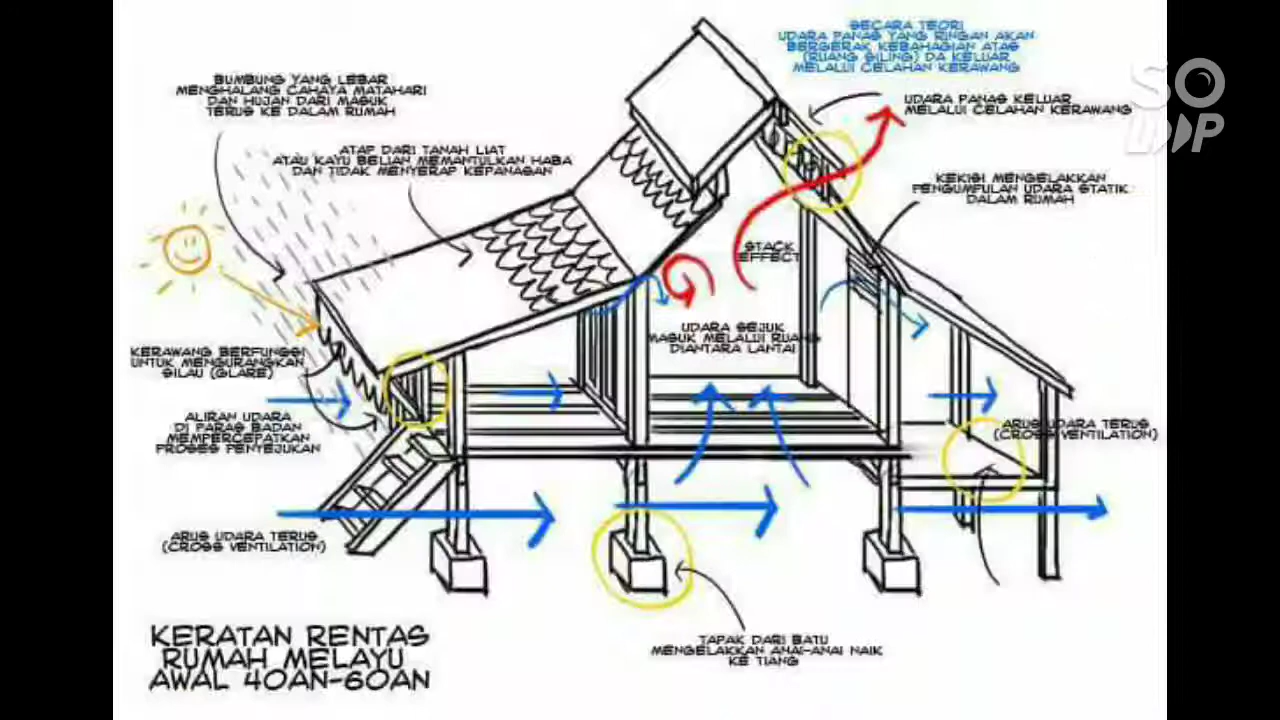 SECARA TEORI
UDARA PANAS YANG RINGAN AKAN
BERGERAK KEBAHAGIAN ATAS
(RUANG SILING) DA KELUAR
MELALUI CELAHAN KERAWANG
SOLUDP
BUMBUNG YANG LEBAR
MENGHALANG CAHAYA MATAHARI
DAN HUJAN DARI MASUK
TERUS KE DALAM RUMAH
UDARA PANAS KELUAR
MELALUI CELAHAN KERAWANG
ATAP DARI TANAH LIAT
ATAU KAYU BELIAN MEMANTULKAN HABA
DAN TIDAK MENYERAP KEPANASAN
KEKISI MENGELAKKAN
PENGUMPULAN UDARA STATIK
DALAM RUMAH
STACK
EFFECT
UDARA SEJUK
MASUK MELALUI RUANG
DIANTARA LANTAI
KERAWANG BERFUNGSI
UNTUK MENGURANGKAN
SILAU (GLARE)
ALIRAN UDARA
DI PARAS BADAN
MEMPERCEPATKAN
PROSES PENYEJUKAN
ARUS UDARA TERUS
(CROSS VENTILATION)
ARUS UDARA TERUS
(CROSS VENTILATION)
TAPAK DARI BATU
MENGELAKKAN ANAI-ANAI NAIK
KE TIANG
KERATAN RENTAS
RUMAH MELAYU
AWAL 40AN-60AN